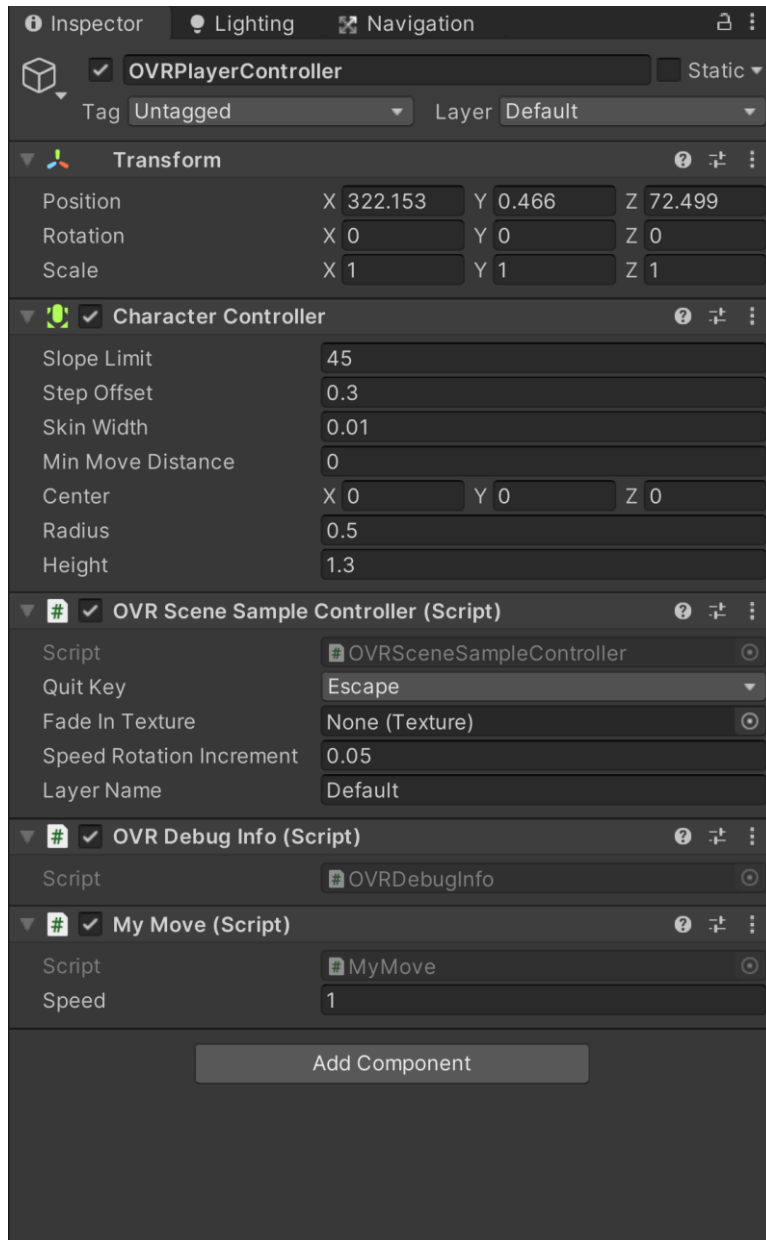 Inspector Lighting Navigation
OVRPlayerController Static
Tag Untagged Layer Default
Transform
Position X 322.153 Y 0.466 Z 72.499
Rotation X 0 Y 0 Z 0
Scale X 1 Y 1 Z 1
Character Controller
Slope Limit 45
Step Offset 0.3
Skin Width 0.01
Min Move Distance 0
Center X 0 Y 0 Z 0
Radius 0.5
Height 1.3
# OVR Scene Sample Controller (Script)
Script # OVRSceneSampleController
Quit Key Escape
Fade In Texture None (Texture)
Speed Rotation Increment 0.05
Layer Name Default
# OVR Debug Info (Script)
Script # OVRDebugInfo
# My Move (Script)
Script # MyMove
Speed 1
Add Component